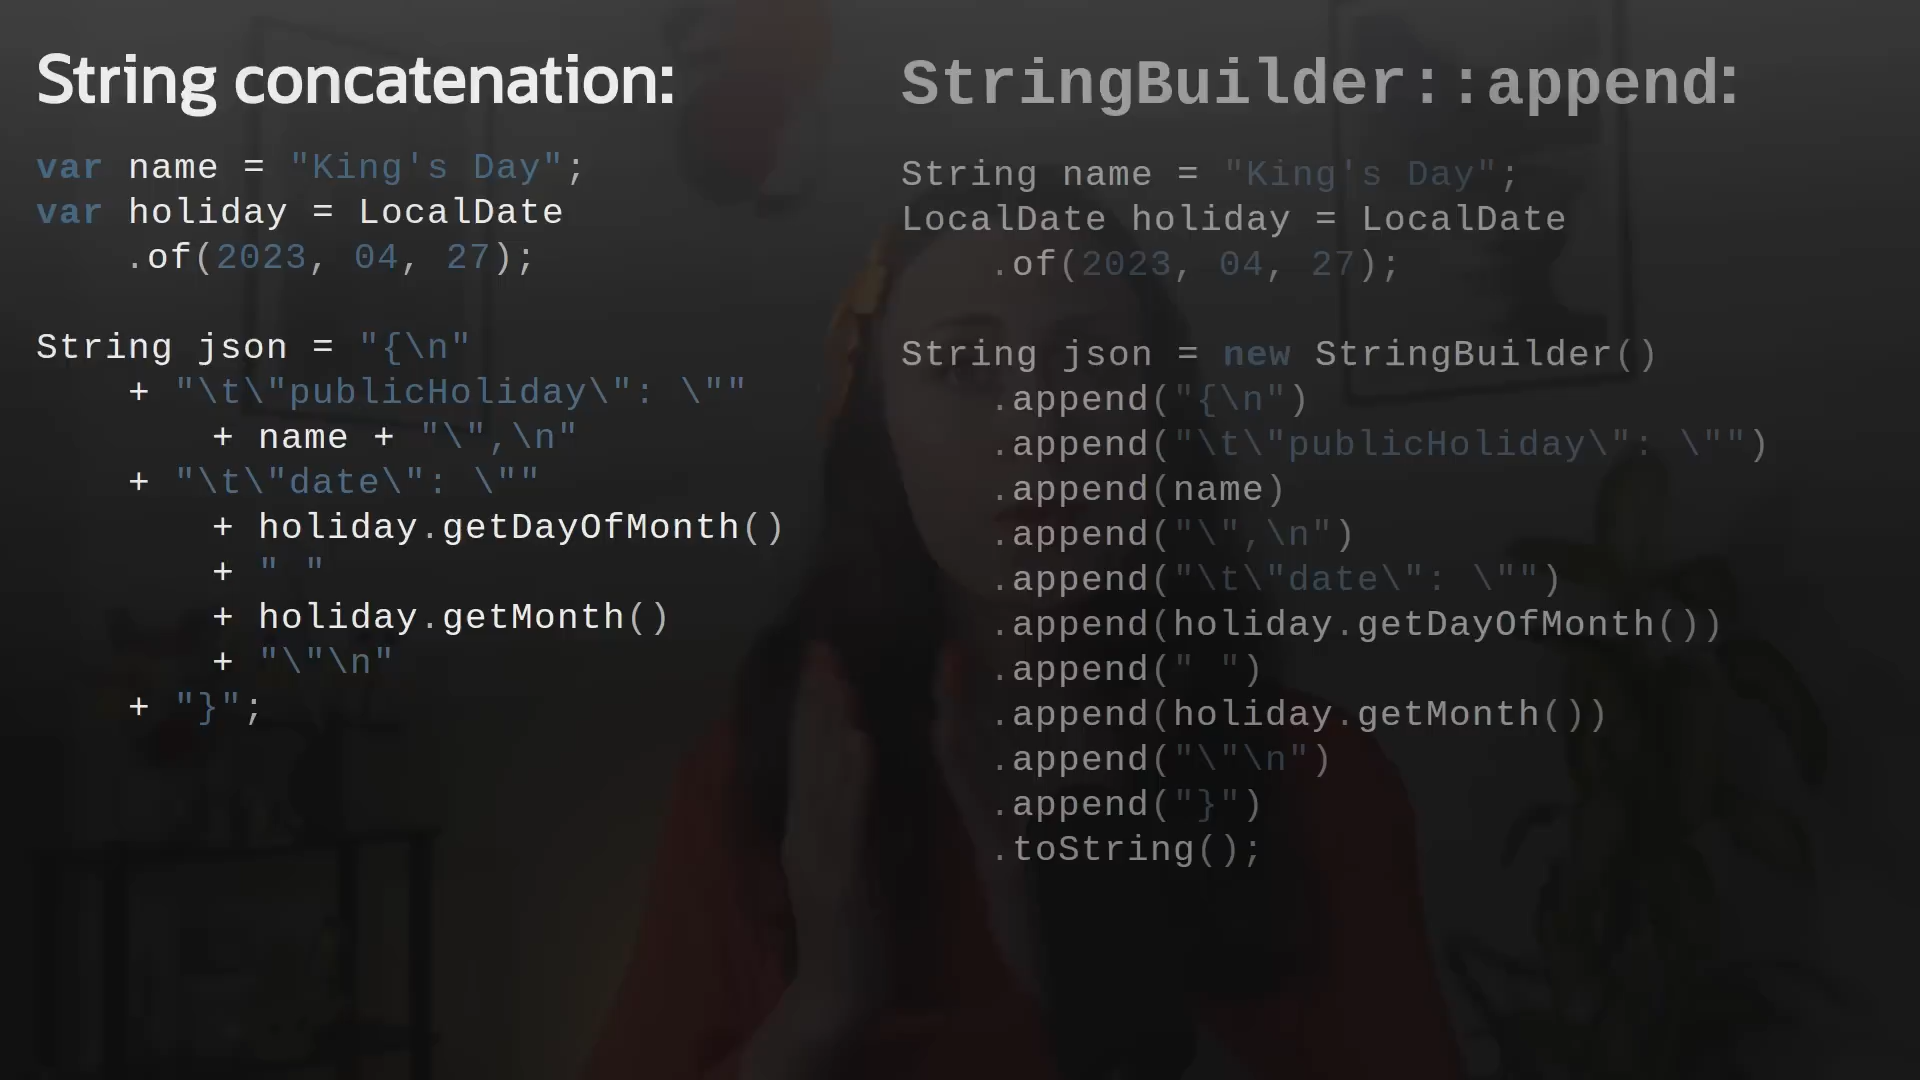 String concatenation:
var name = "King's Day";
var holiday = LocalDate
    .of(2023, 04, 27);

String json = "{\n"
    + "\t\"publicHoliday\": \""
        + name + "\",\n"
    + "\t\"date\": \""
        + holiday.getDayOfMonth()
        + " "
        + holiday.getMonth()
        + "\"\n"
    + "}";
StringBuilder::append:
String name = "King's Day";
LocalDate holiday = LocalDate
    .of(2023, 04, 27);

String json = new StringBuilder()
    .append("{\n")
    .append("\t\"publicHoliday\": \"")
    .append(name)
    .append("\",\n")
    .append("\t\"date\": \"")
    .append(holiday.getDayOfMonth())
    .append(" ")
    .append(holiday.getMonth())
    .append("\"\n")
    .append("}")
    .toString();